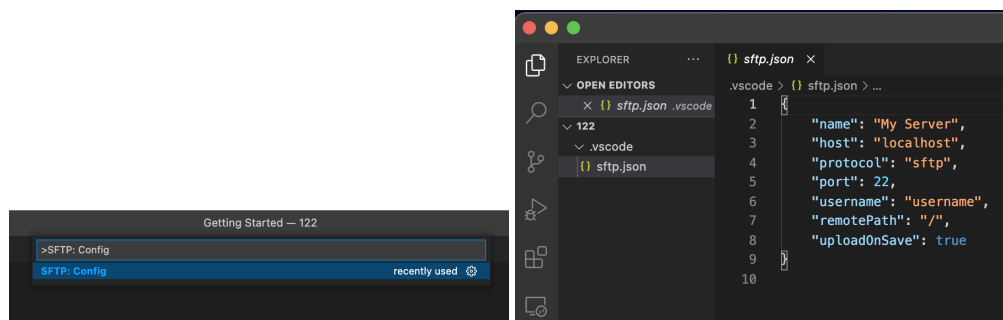 Getting Started — 122
>SFTP: Config
SFTP: Config recently used
EXPLORER ...
OPEN EDITORS
{} sftp.json .vscode
122
.vscode
{} sftp.json
{} sftp.json
.vscode > {} sftp.json > ...
1 {
2 "name": "My Server",
3 "host": "localhost",
4 "protocol": "sftp",
5 "port": 22,
6 "username": "username",
7 "remotePath": "/",
8 "uploadOnSave": true
9 }
10